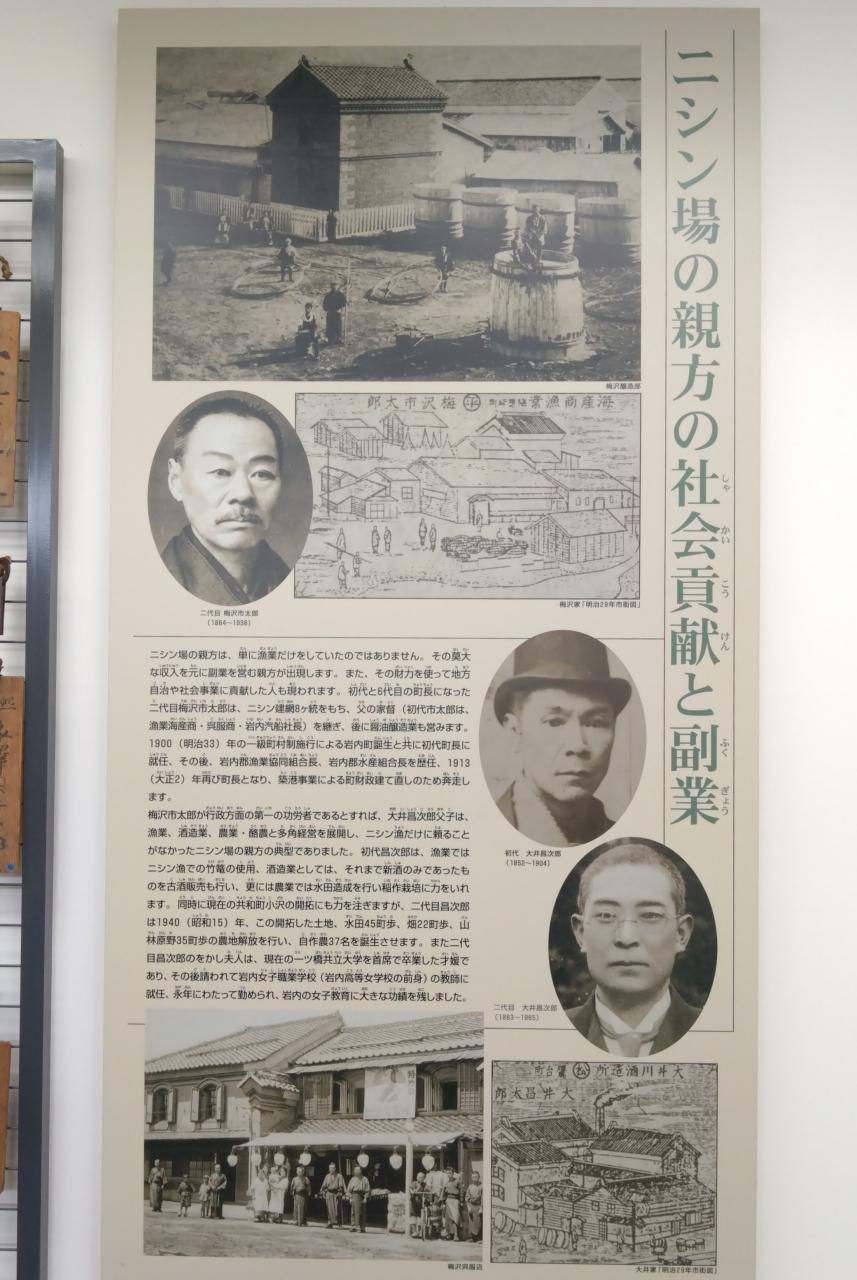 ニシン場の親方の社会貢献と副業
しゃ かい こう けん ふく ぎょう
梅沢醸造部
海産商漁業 平 梅沢市太郎
二代目 梅沢市太郎
(1864～1938)
梅沢家「明治29年市街図」
ニシン場の親方は、単に漁業だけをしていたのではありません。その莫大
な収入を元に副業を営む親方が出現します。また、その財力を使って地方
自治や社会事業に貢献した人も現われます。初代と6代目の町長になった
二代目梅沢市太郎は、ニシン建網8ヶ統をもち、父の家督（初代市太郎は、
漁業海産商・呉服商・岩内汽船社長）を継ぎ、後に醤油醸造業も営みます。
1900（明治33）年の一級町村制施行による岩内町誕生と共に初代町長に
就任、その後、岩内郡漁業協同組合長、岩内郡水産組合長を歴任、1913
（大正2）年再び町長となり、築港事業による町財政建て直しのため奔走し
ます。
梅沢市太郎が行政方面の第一の功労者であるとすれば、大井昌次郎父子は、
漁業、酒造業、農業・酪農と多角経営を展開し、ニシン漁だけに頼ること
がなかったニシン場の親方の典型でありました。初代昌次郎は、漁業では
ニシン漁での竹篭の使用、酒造業としては、それまで新酒のみであったも
のを古酒販売も行い、更には農業では水田造成を行い稲作栽培に力をいれ
ます。同時に現在の共和町小沢の開拓にも力を注ぎますが、二代目昌次郎
は1940（昭和15）年、この開拓した土地、水田45町歩、畑22町歩、山
林原野35町歩の農地解放を行い、自作農37名を誕生させます。また二代
目昌次郎のをかし夫人は、現在の一ツ橋共立大学を首席で卒業した才媛で
あり、その後請われて岩内女子職業学校（岩内高等女学校の前身）の教師に
就任、永年にわたって勤められ、岩内の女子教育に大きな功績を残しました。
初代 大井昌次郎
(1852～1904)
二代目 大井昌次郎
(1883～1965)
梅沢呉服店
大井川酒造所 松
大井昌太郎
大井家「明治29年市街図」